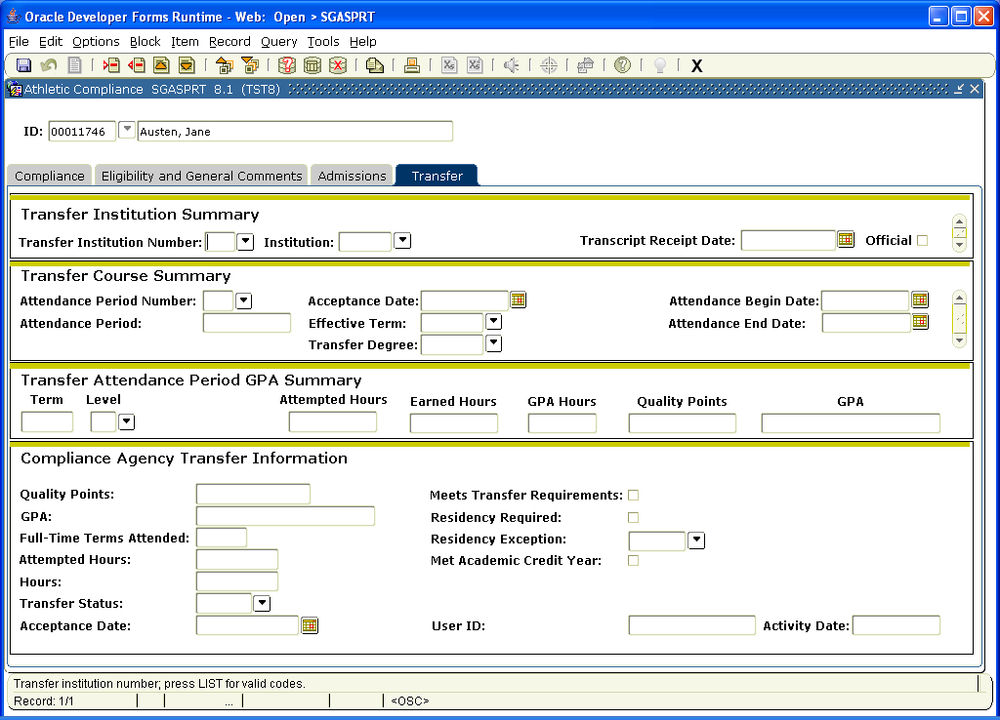 Oracle Developer Forms Runtime - Web: Open > SGASPRT
File Edit Options Block Item Record Query Tools Help
X
Athletic Compliance SGASPRT 8.1 (TST8)
ID: 00011746 Austen, Jane
Compliance Eligibility and General Comments Admissions Transfer
Transfer Institution Summary
Transfer Institution Number: Institution: Transcript Receipt Date: Official
Transfer Course Summary
Attendance Period Number: Acceptance Date: Attendance Begin Date:
Attendance Period: Effective Term: Attendance End Date:
Transfer Degree:
Transfer Attendance Period GPA Summary
Term Level Attempted Hours Earned Hours GPA Hours Quality Points GPA
Compliance Agency Transfer Information
Quality Points: Meets Transfer Requirements:
GPA: Residency Required:
Full-Time Terms Attended: Residency Exception:
Attempted Hours: Met Academic Credit Year:
Hours:
Transfer Status:
Acceptance Date: User ID: Activity Date:
Transfer institution number; press LIST for valid codes.
Record: 1/1 ... <OSC>